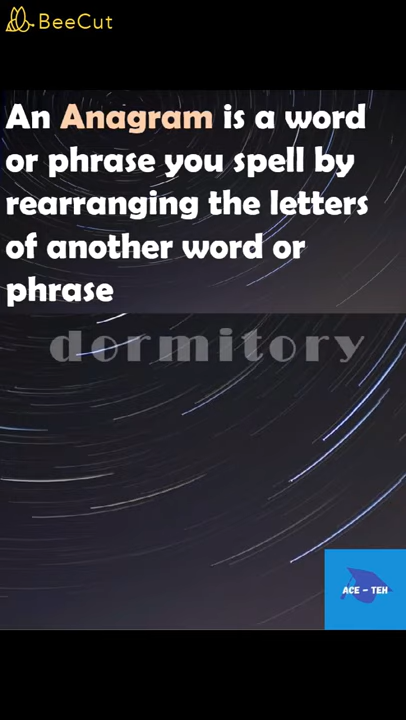 BeeCut
An Anagram is a word
or phrase you spell by
rearranging the letters
of another word or
phrase
dormitory
ACE - TEH